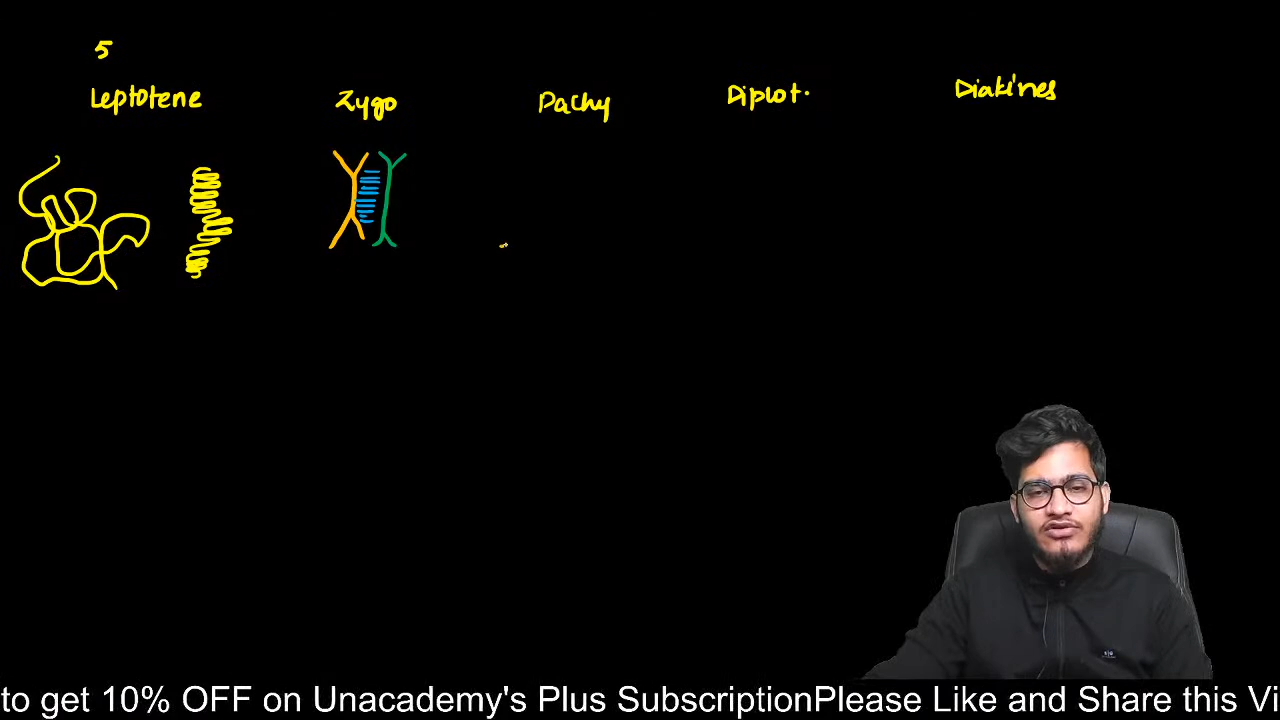 5
Leptotene Zygo Pachy Diplot. Diakines
to get 10% OFF on Unacademy's Plus SubscriptionPlease Like and Share this Vi